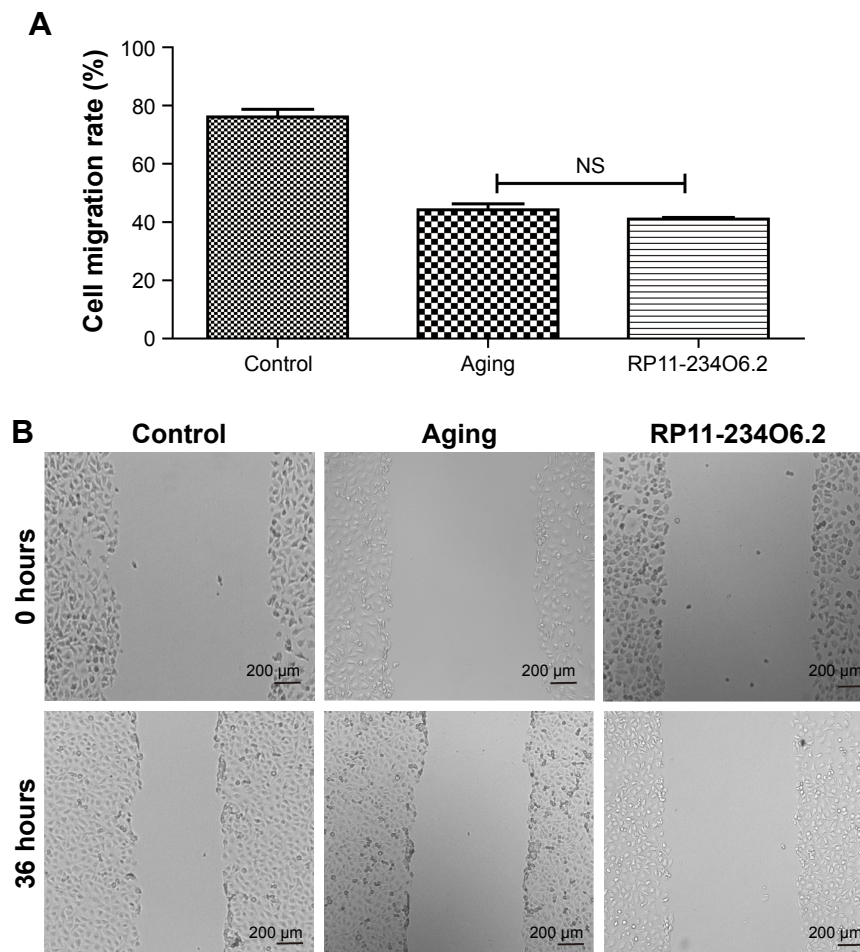 A
Cell migration rate (%)
100
80
60
40
20
0
NS
Control
Aging
RP11-234O6.2
B
Control
Aging
RP11-234O6.2
0 hours
200 µm
200 µm
200 µm
36 hours
200 µm
200 µm
200 µm